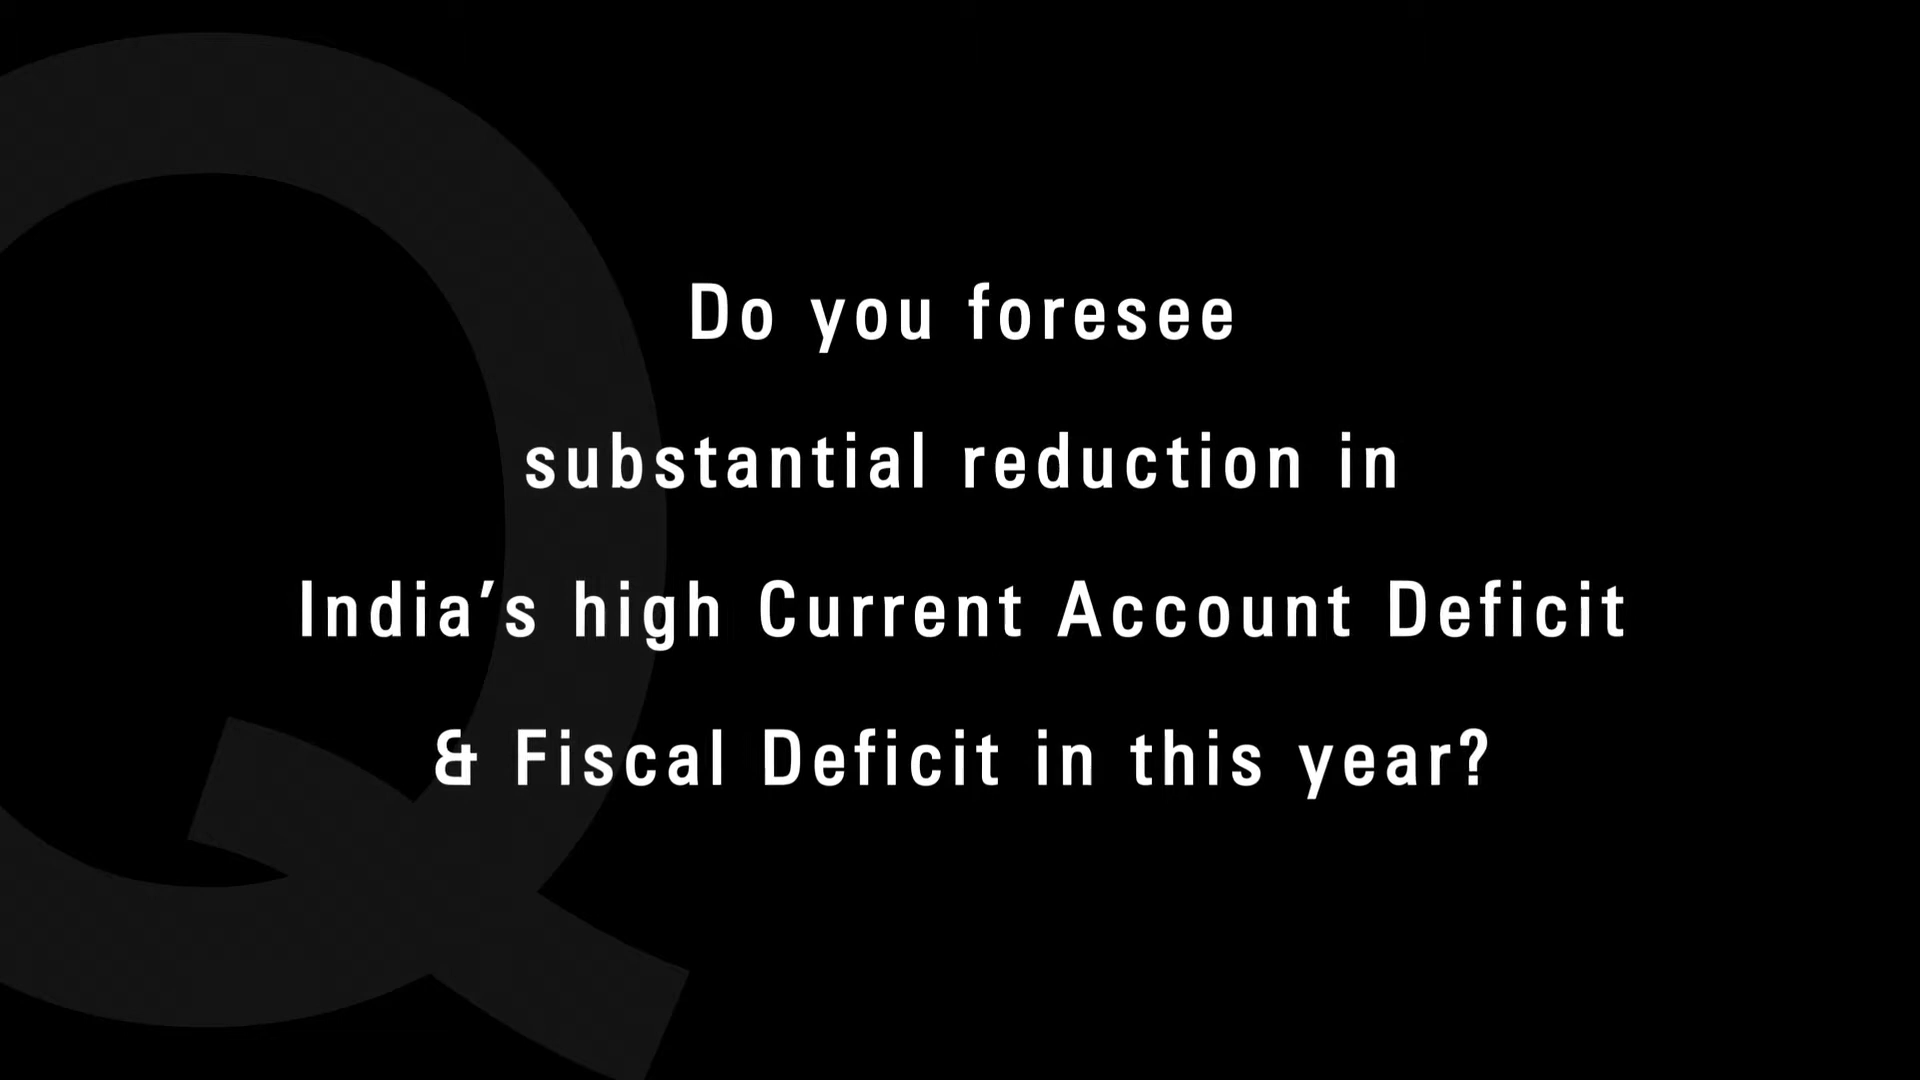 Do you foresee
substantial reduction in
India’s high Current Account Deficit
& Fiscal Deficit in this year?